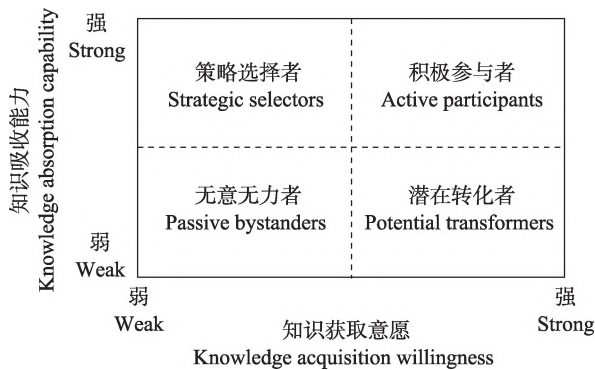 强
Strong
知识吸收能力
Knowledge absorption capability
策略选择者
Strategic selectors
积极参与者
Active participants
无意无力者
Passive bystanders
潜在转化者
Potential transformers
弱
Weak
弱
Weak
强
Strong
知识获取意愿
Knowledge acquisition willingness